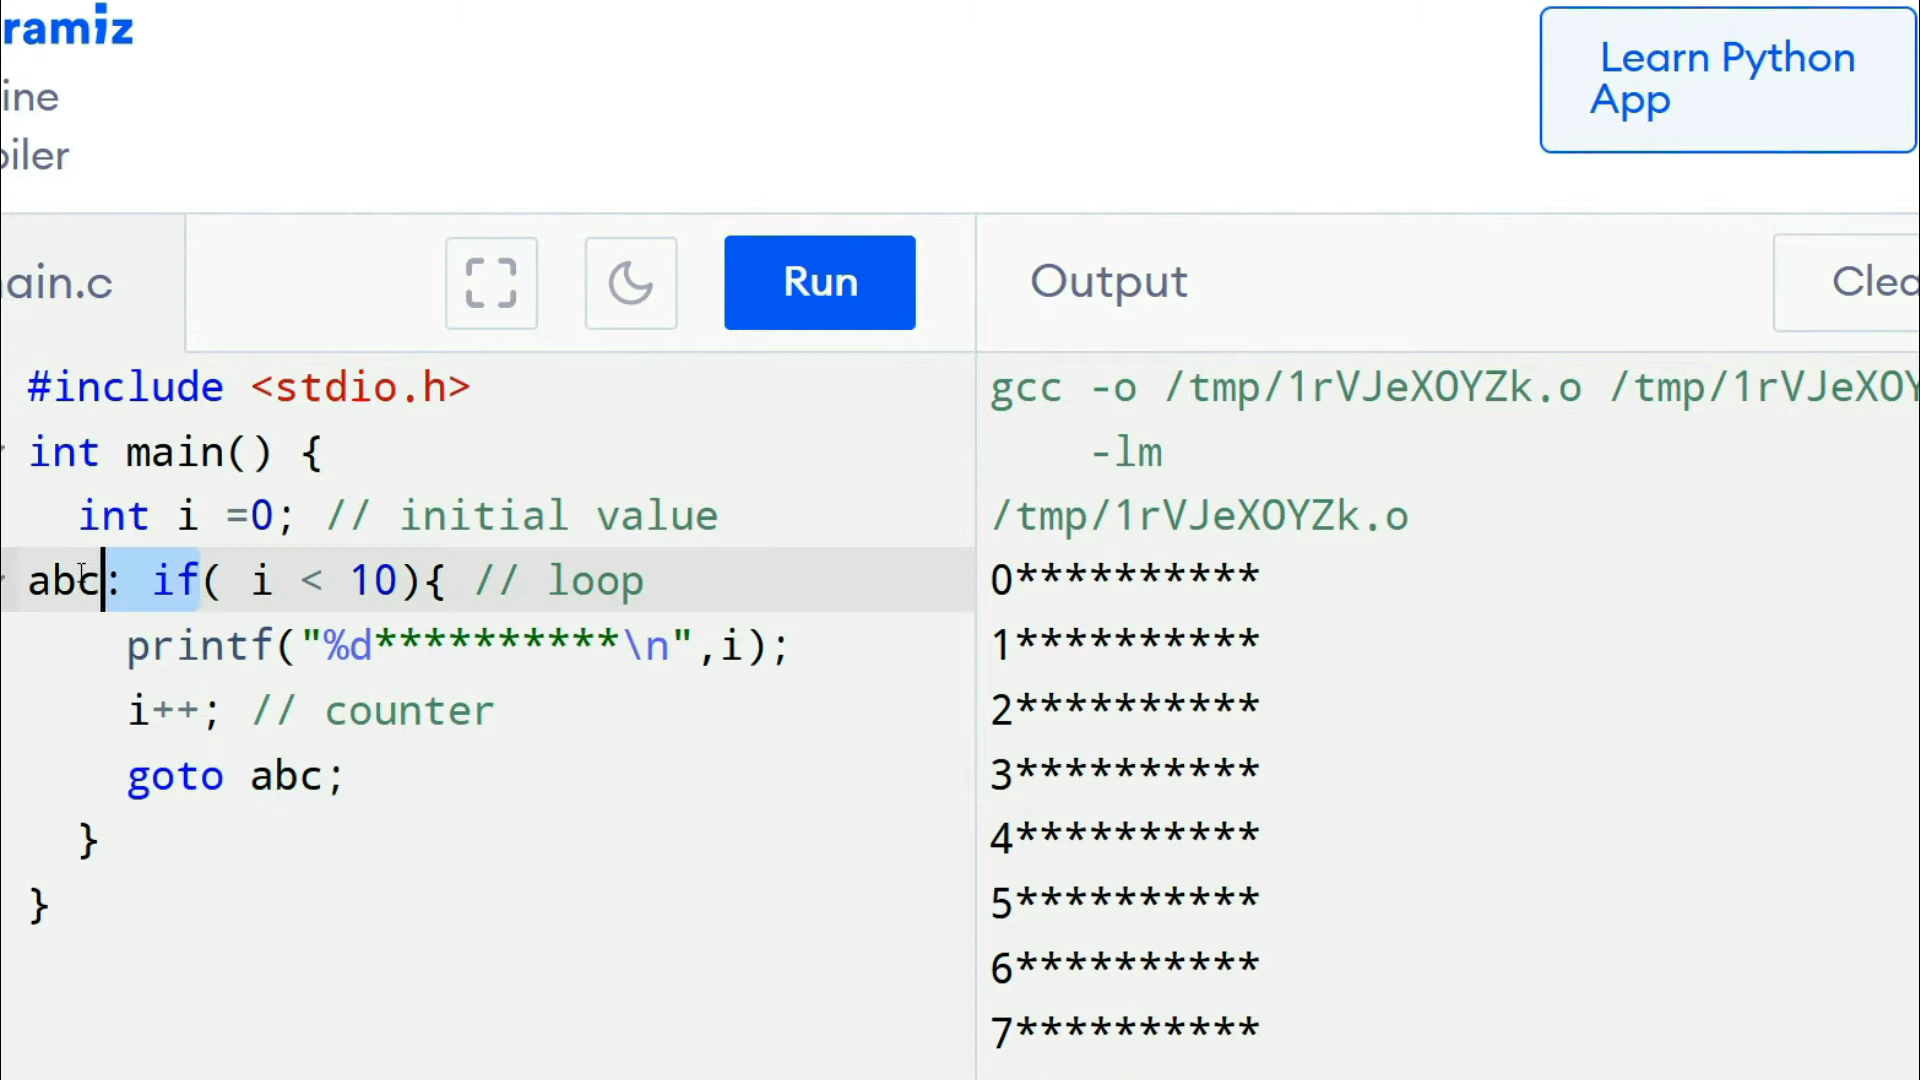 ramiz
ine
piler
Learn Python
App
ain.c
Run
Output
Clea
#include <stdio.h>
int main() {
int i =0; // initial value
abc: if( i < 10){ // loop
printf("%d**********\n",i);
i++; // counter
goto abc;
}
}
gcc -o /tmp/1rVJeXOYZk.o /tmp/1rVJeXOY
-lm
/tmp/1rVJeXOYZk.o
0**********
1**********
2**********
3**********
4**********
5**********
6**********
7**********